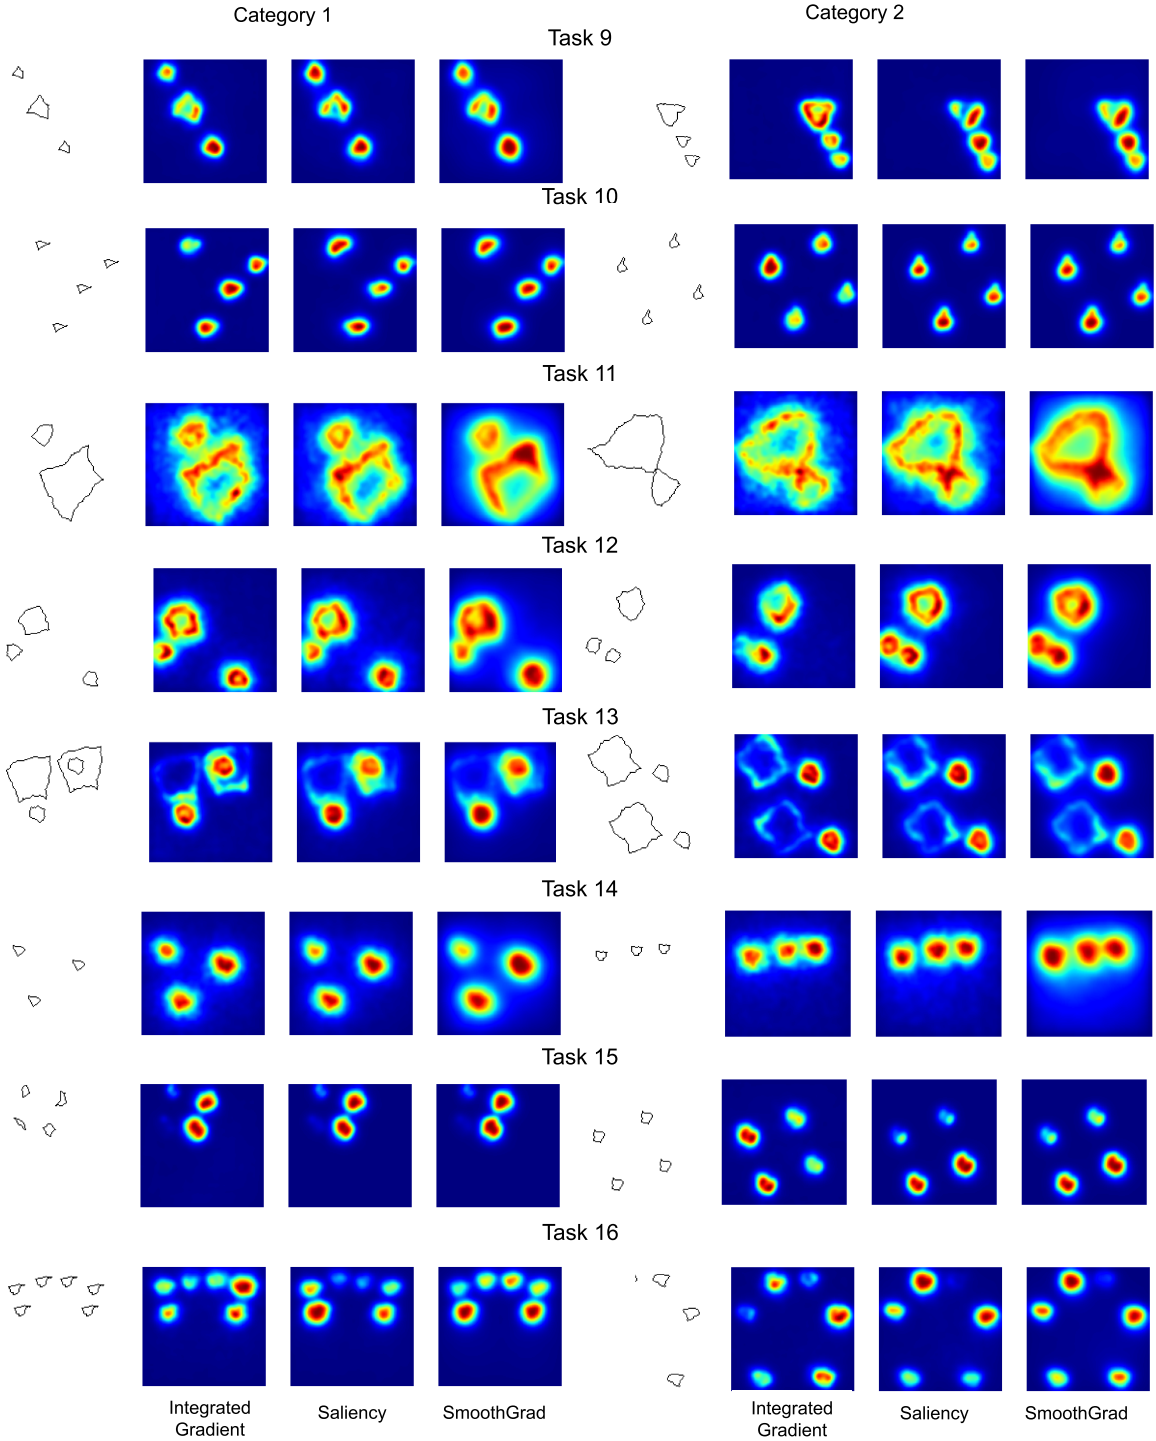 Category 1
Category 2
Task 9
Task 10
Task 11
Task 12
Task 13
Task 14
Task 15
Task 16
Integrated
Gradient
Saliency
SmoothGrad
Integrated
Gradient
Saliency
SmoothGrad